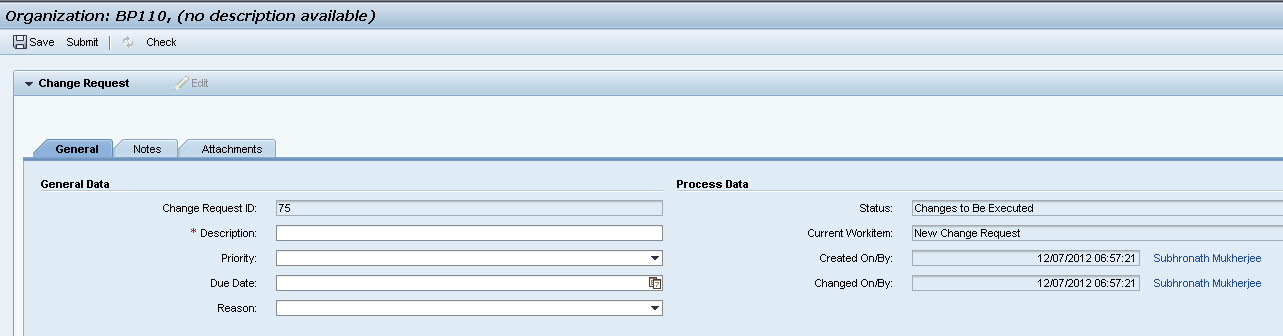 Organization: BP110, (no description available)
Save Submit Check
Change Request Edit
General Notes Attachments
General Data
Change Request ID: 75
* Description:
Priority:
Due Date:
Reason:
Process Data
Status: Changes to Be Executed
Current Workitem: New Change Request
Created On/By: 12/07/2012 06:57:21 Subhronath Mukherjee
Changed On/By: 12/07/2012 06:57:21 Subhronath Mukherjee